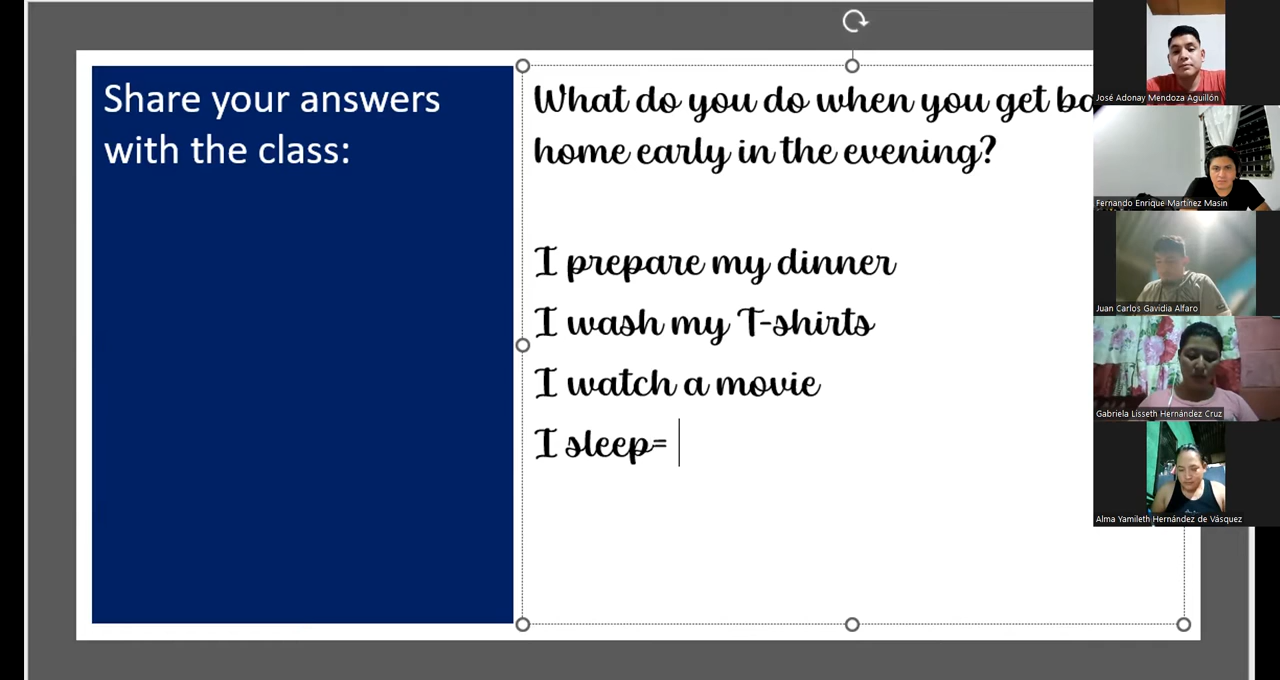 Share your answers
with the class:
What do you do when you get
home early in the evening?
I prepare my dinner
I wash my T-shirts
I watch a movie
I sleep=
José Adonay Mendoza Aguillón
Fernando Enrique Martínez Masin
Juan Carlos Gavidia Alfaro
Gabriela Lisseth Hernández Cruz
Alma Yamileth Hernández de Vásquez